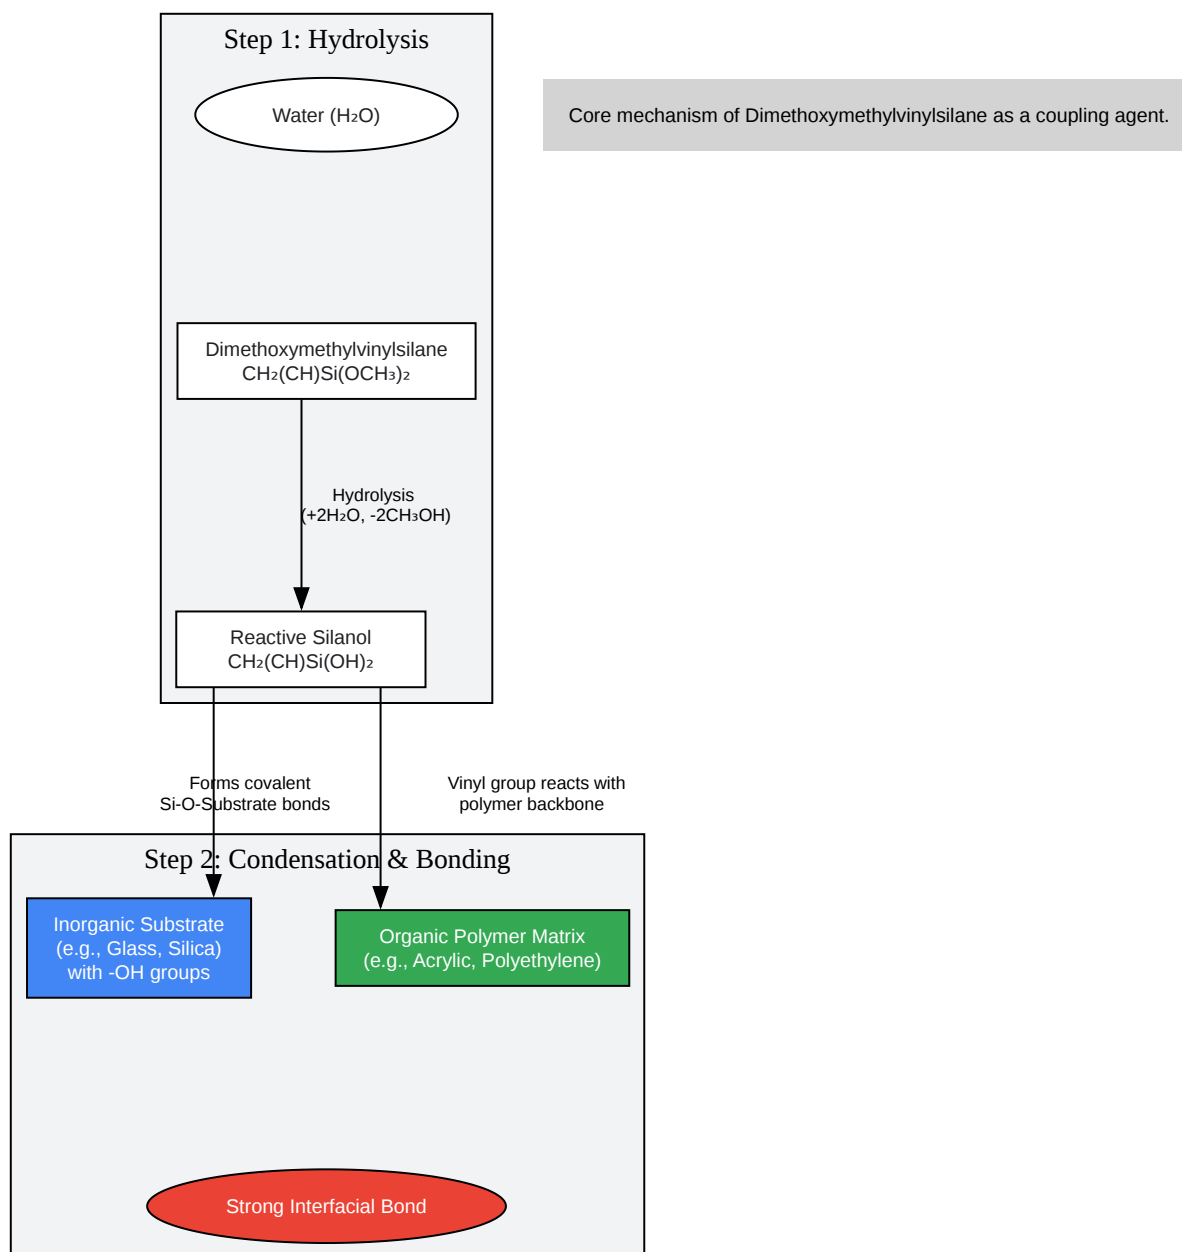 Step 1: Hydrolysis
Water (H₂O)
Core mechanism of Dimethoxymethylvinylsilane as a coupling agent.
Dimethoxymethylvinylsilane
CH₂(CH)Si(OCH₃)₂
Hydrolysis
(+2H₂O, -2CH₃OH)
Reactive Silanol
CH₂(CH)Si(OH)₂
Forms covalent
Si-O-Substrate bonds
Vinyl group reacts with
polymer backbone
Step 2: Condensation & Bonding
Inorganic Substrate
(e.g., Glass, Silica)
with -OH groups
Organic Polymer Matrix
(e.g., Acrylic, Polyethylene)
Strong Interfacial Bond